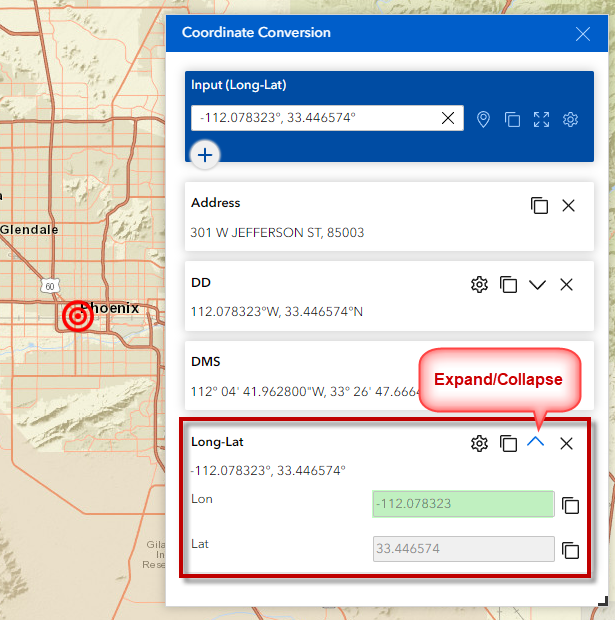 Coordinate Conversion
Input (Long-Lat)
-112.078323°, 33.446574°
Address
301 W JEFFERSON ST, 85003
Glendale
DD
60
112.078323°W, 33.446574°N
Phoenix
DMS
112° 04' 41.962800"W, 33° 26' 47.666
Expand/Collapse
Long-Lat
-112.078323°, 33.446574°
Lon
-112.078323
Lat
33.446574
Gila
In
Rese